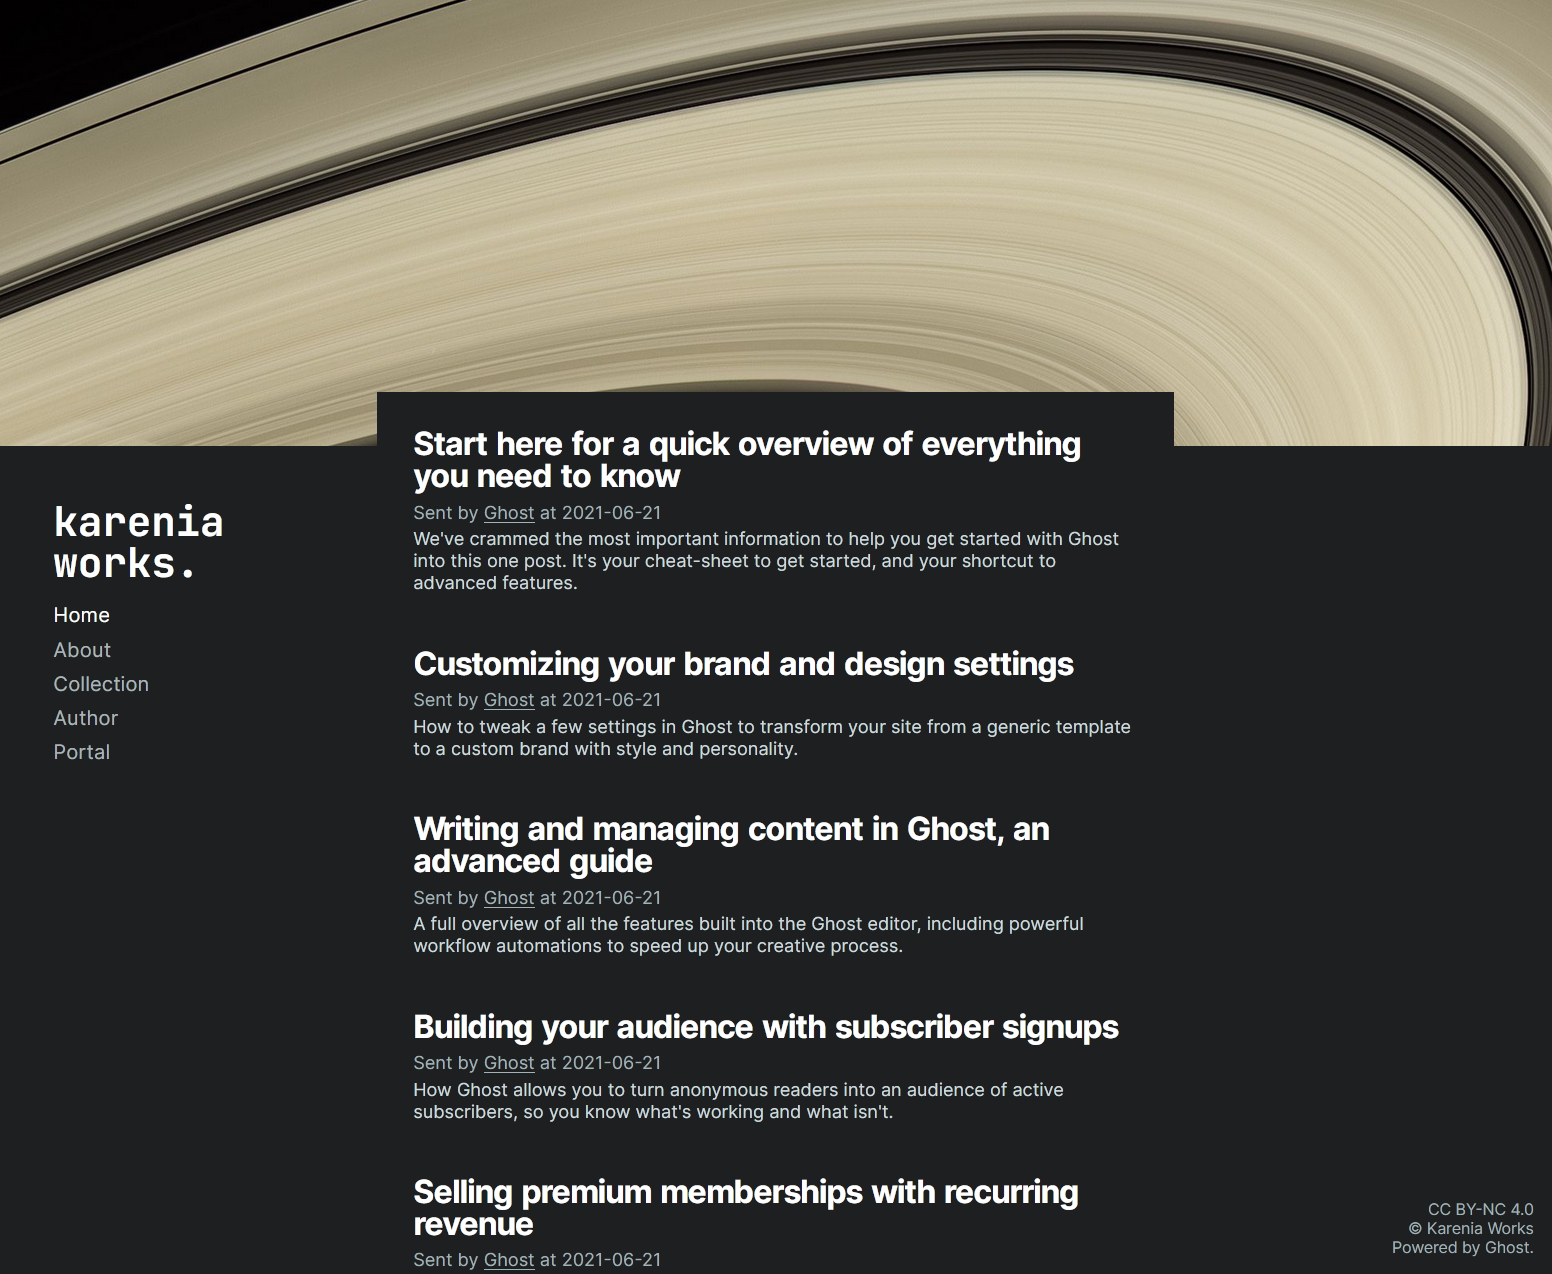 karenia
works.
Home
About
Collection
Author
Portal
Start here for a quick overview of everything
you need to know
Sent by Ghost at 2021-06-21
We've crammed the most important information to help you get started with Ghost
into this one post. It's your cheat-sheet to get started, and your shortcut to
advanced features.
Customizing your brand and design settings
Sent by Ghost at 2021-06-21
How to tweak a few settings in Ghost to transform your site from a generic template
to a custom brand with style and personality.
Writing and managing content in Ghost, an
advanced guide
Sent by Ghost at 2021-06-21
A full overview of all the features built into the Ghost editor, including powerful
workflow automations to speed up your creative process.
Building your audience with subscriber signups
Sent by Ghost at 2021-06-21
How Ghost allows you to turn anonymous readers into an audience of active
subscribers, so you know what's working and what isn't.
Selling premium memberships with recurring
revenue
Sent by Ghost at 2021-06-21
CC BY-NC 4.0
© Karenia Works
Powered by Ghost.